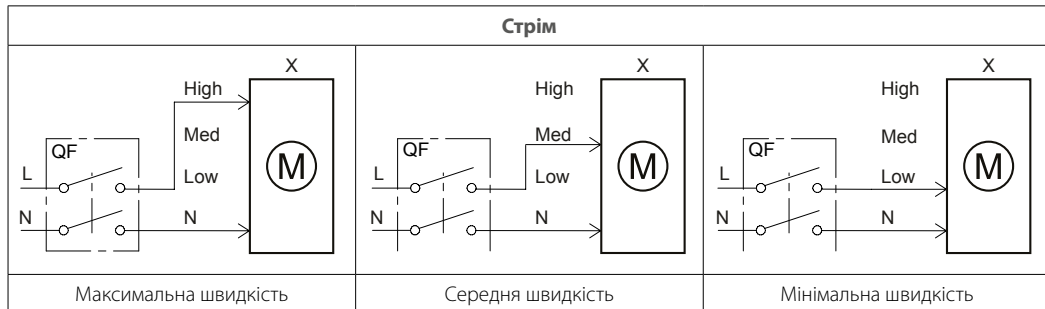 Стрім
X
High
Med
QF
L
Low
N
N
M
X
High
Med
QF
L
Low
N
N
M
X
High
Med
QF
L
Low
N
N
M
Максимальна швидкість
Середня швидкість
Мінімальна швидкість